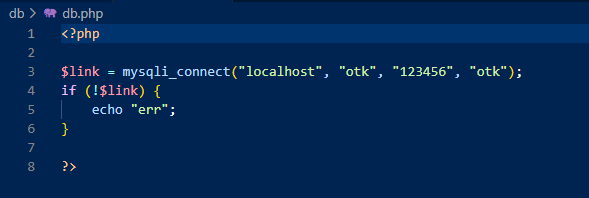 db > db.php
1 <?php
2
3 $link = mysqli_connect("localhost", "otk", "123456", "otk");
4 if (!$link) {
5     echo "err";
6 }
7
8 ?>